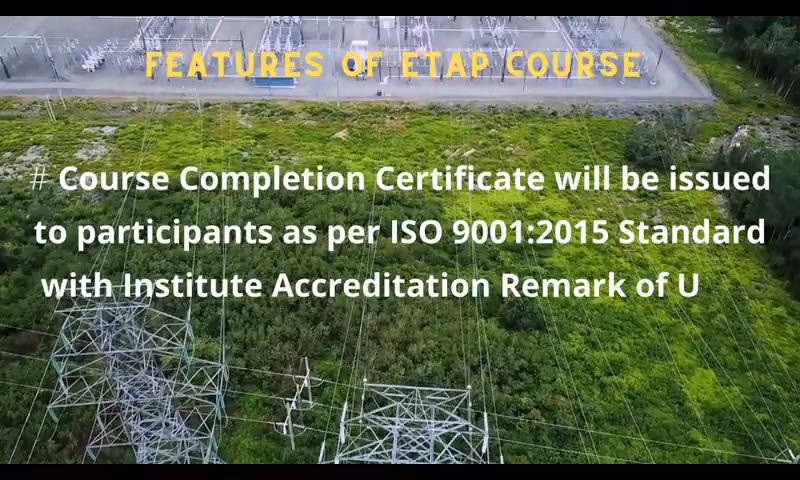 FEATURES OF ETAP COURSE
# Course Completion Certificate will be issued
to participants as per ISO 9001:2015 Standard
with Institute Accreditation Remark of U